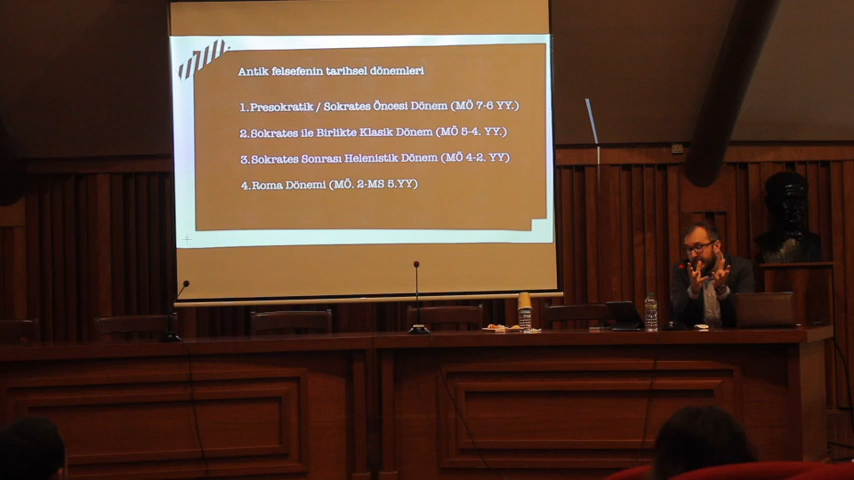 Antik felsefenin tarihsel dönemleri
1.Presokratik / Sokrates Öncesi Dönem (MÖ 7-6 YY.)
2.Sokrates ile Birlikte Klasik Dönem (MÖ 5-4. YY.)
3.Sokrates Sonrası Helenistik Dönem (MÖ 4-2. YY)
4.Roma Dönemi (MÖ. 2-MS 5.YY)